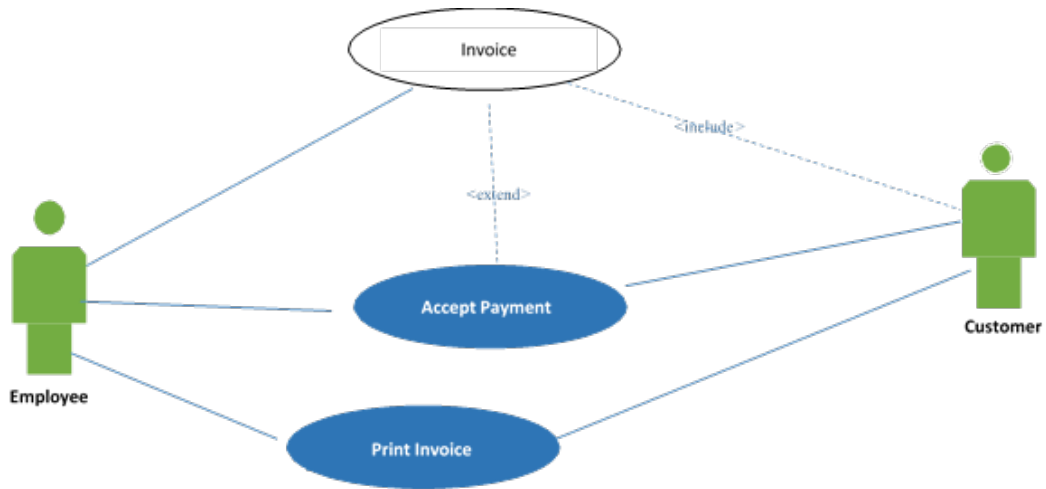 Invoice
<include>
<extend>
Accept Payment
Customer
Employee
Print Invoice